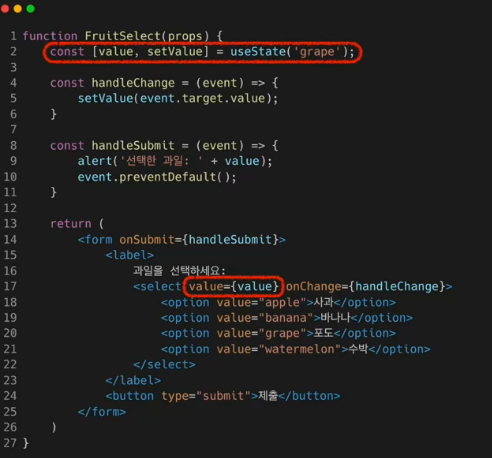 1 function FruitSelect(props) {
2 const [value, setValue] = useState('grape');
3
4 const handleChange = (event) => {
5 setValue(event.target.value);
6 }
7
8 const handleSubmit = (event) => {
9 alert('선택한 과일: ' + value);
10 event.preventDefault();
11 }
12
13 return (
14 <form onSubmit={handleSubmit}>
15 <label>
16 과일을 선택하세요:
17 <select value={value} onChange={handleChange}>
18 <option value="apple">사과</option>
19 <option value="banana">바나나</option>
20 <option value="grape">포도</option>
21 <option value="watermelon">수박</option>
22 </select>
23 </label>
24 <button type="submit">제출</button>
25 </form>
26 )
27 }